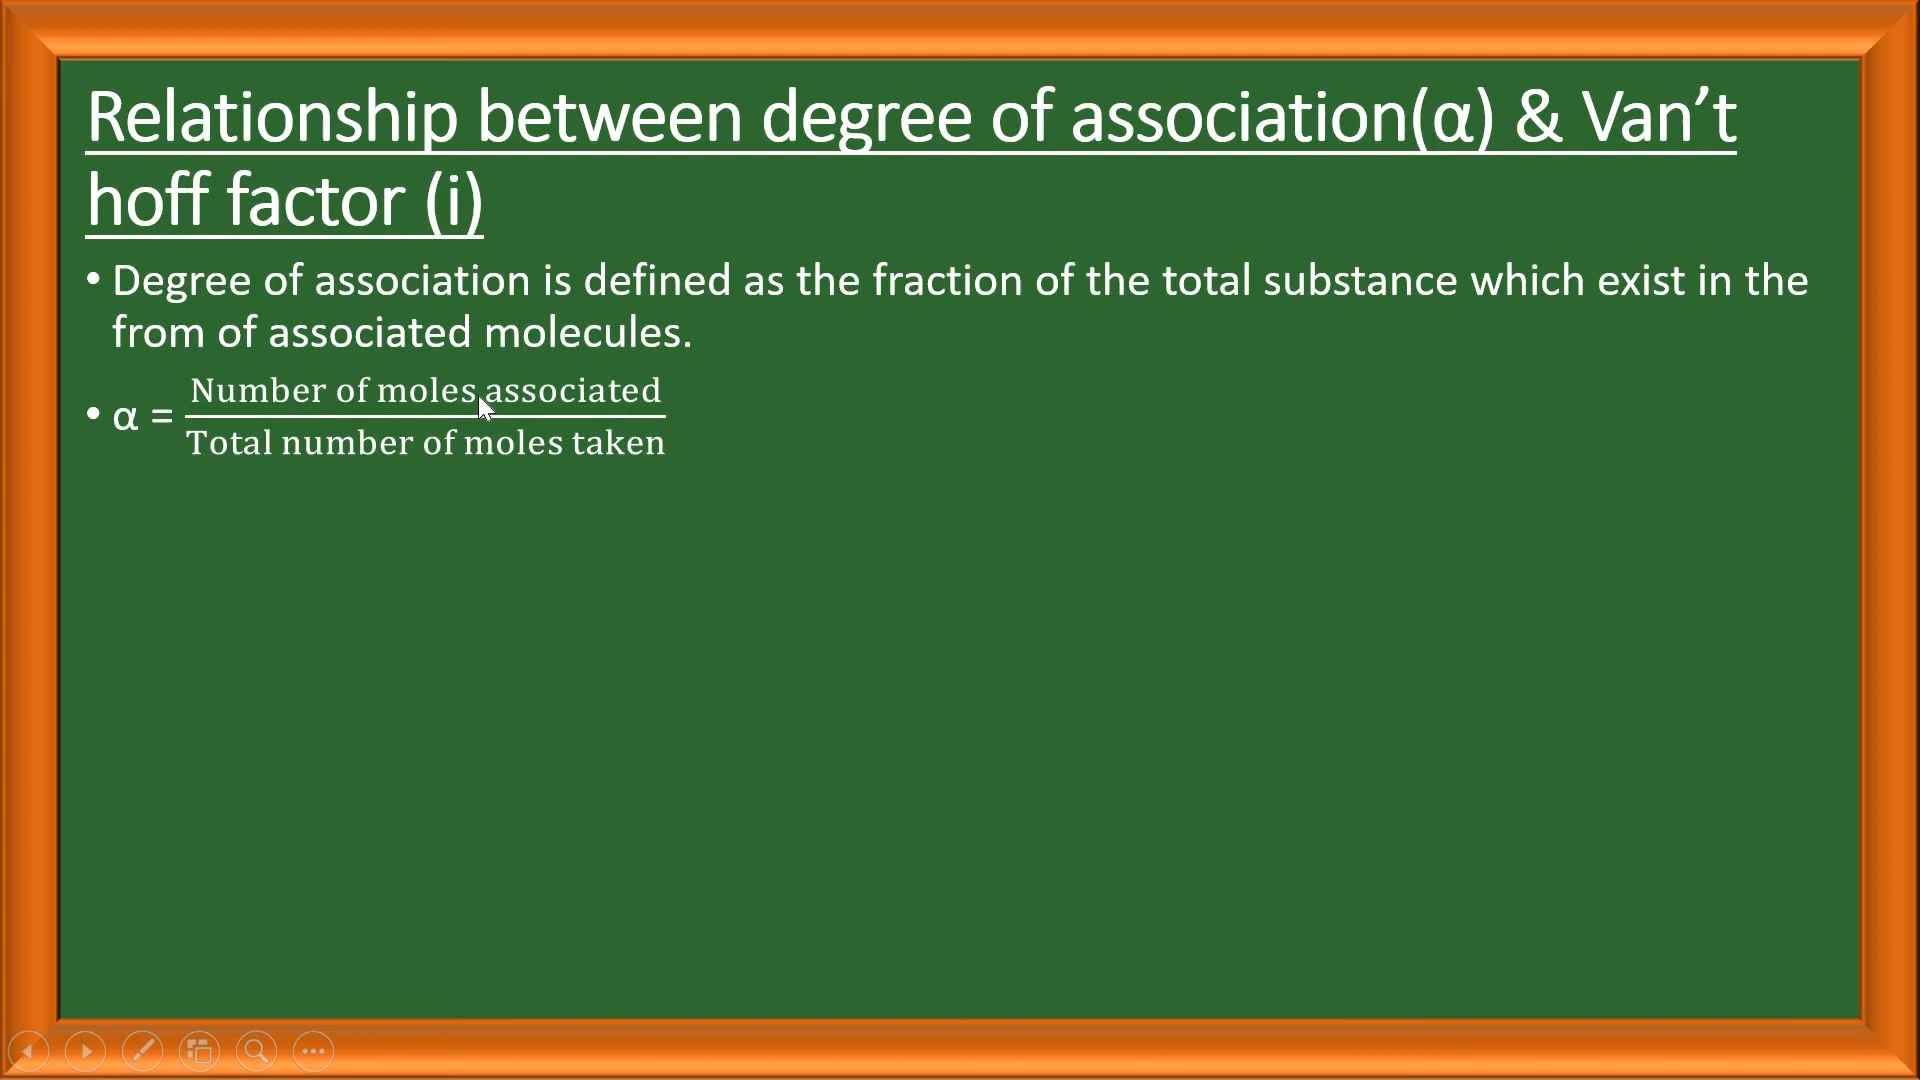 Relationship between degree of association(α) & Van’t
hoff factor (i)
• Degree of association is defined as the fraction of the total substance which exist in the
from of associated molecules.
• α = Number of moles associated
Total number of moles taken